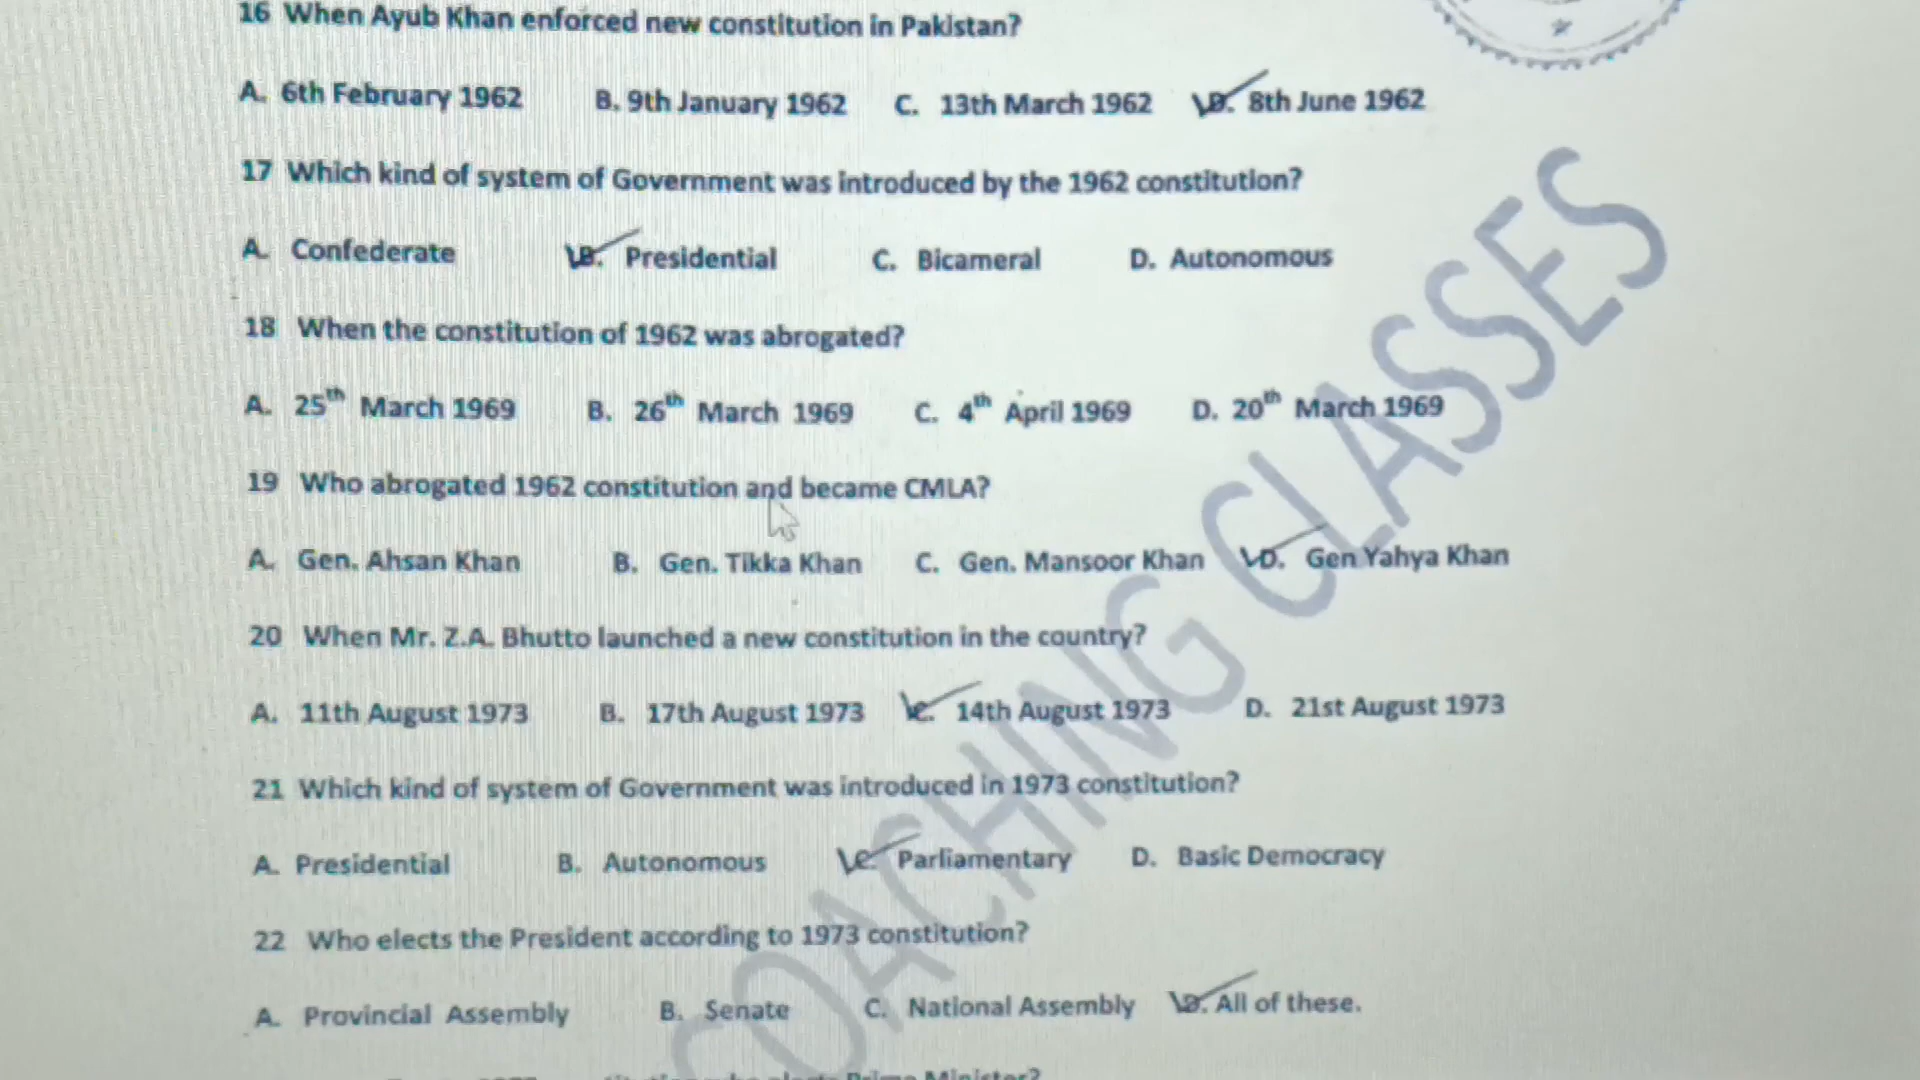 16 When Ayub Khan enforced new constitution in Pakistan?
A. 6th February 1962 B. 9th January 1962 C. 13th March 1962 D. 8th June 1962
17 Which kind of system of Government was introduced by the 1962 constitution?
A. Confederate B. Presidential C. Bicameral D. Autonomous
18 When the constitution of 1962 was abrogated?
A. 25th March 1969 B. 26th March 1969 C. 4th April 1969 D. 20th March 1969
19 Who abrogated 1962 constitution and became CMLA?
A. Gen. Ahsan Khan B. Gen. Tikka Khan C. Gen. Mansoor Khan D. Gen Yahya Khan
20 When Mr. Z.A. Bhutto launched a new constitution in the country?
A. 11th August 1973 B. 17th August 1973 C. 14th August 1973 D. 21st August 1973
21 Which kind of system of Government was introduced in 1973 constitution?
A. Presidential B. Autonomous C. Parliamentary D. Basic Democracy
22 Who elects the President according to 1973 constitution?
A. Provincial Assembly B. Senate C. National Assembly D. All of these.
Prime Minister?
COACHING CLASSES